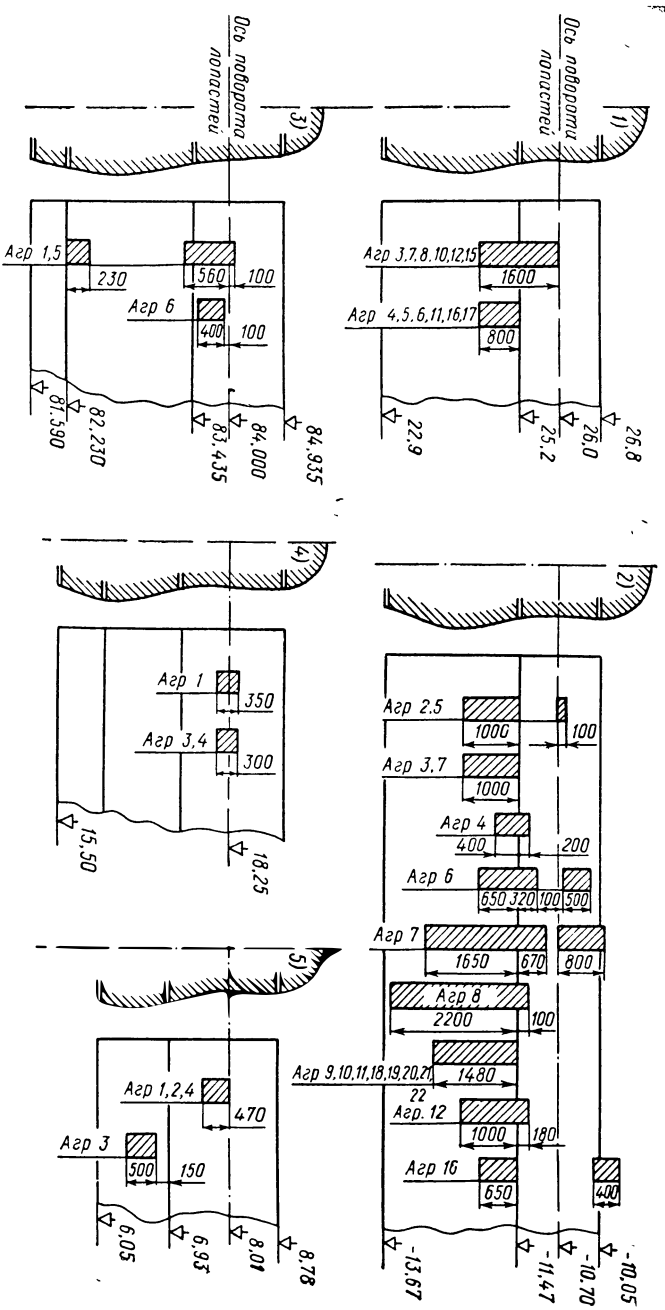 Ось поворота
лопастей
3)
Агр 1,5
230
560
100
Агр 6
400
100
81.590
82.230
83.435
84.000
84.935
Ось поворота
лопастей
1)
Агр 3,7,8.10,12,15
1600
Агр 4,5.6,11,16,17
800
22.9
25.2
26.0
26.8
4)
Агр 1
350
Агр 3,4
300
15.50
18.25
2)
Агр 2.5
1000
100
Агр 3,7
1000
Агр 4
400
200
Агр 6
650
320
100
500
Агр 7
1650
670
800
Агр 8
2200
100
Агр 9,10,11,18,19,20,21,
22
1480
Агр. 12
1000
180
Агр 16
650
400
-13.67
-11.47
-10.70
-10.05
5)
Агр 1,2,4
470
Агр 3
500
150
6.05
6.93
8.01
8.78